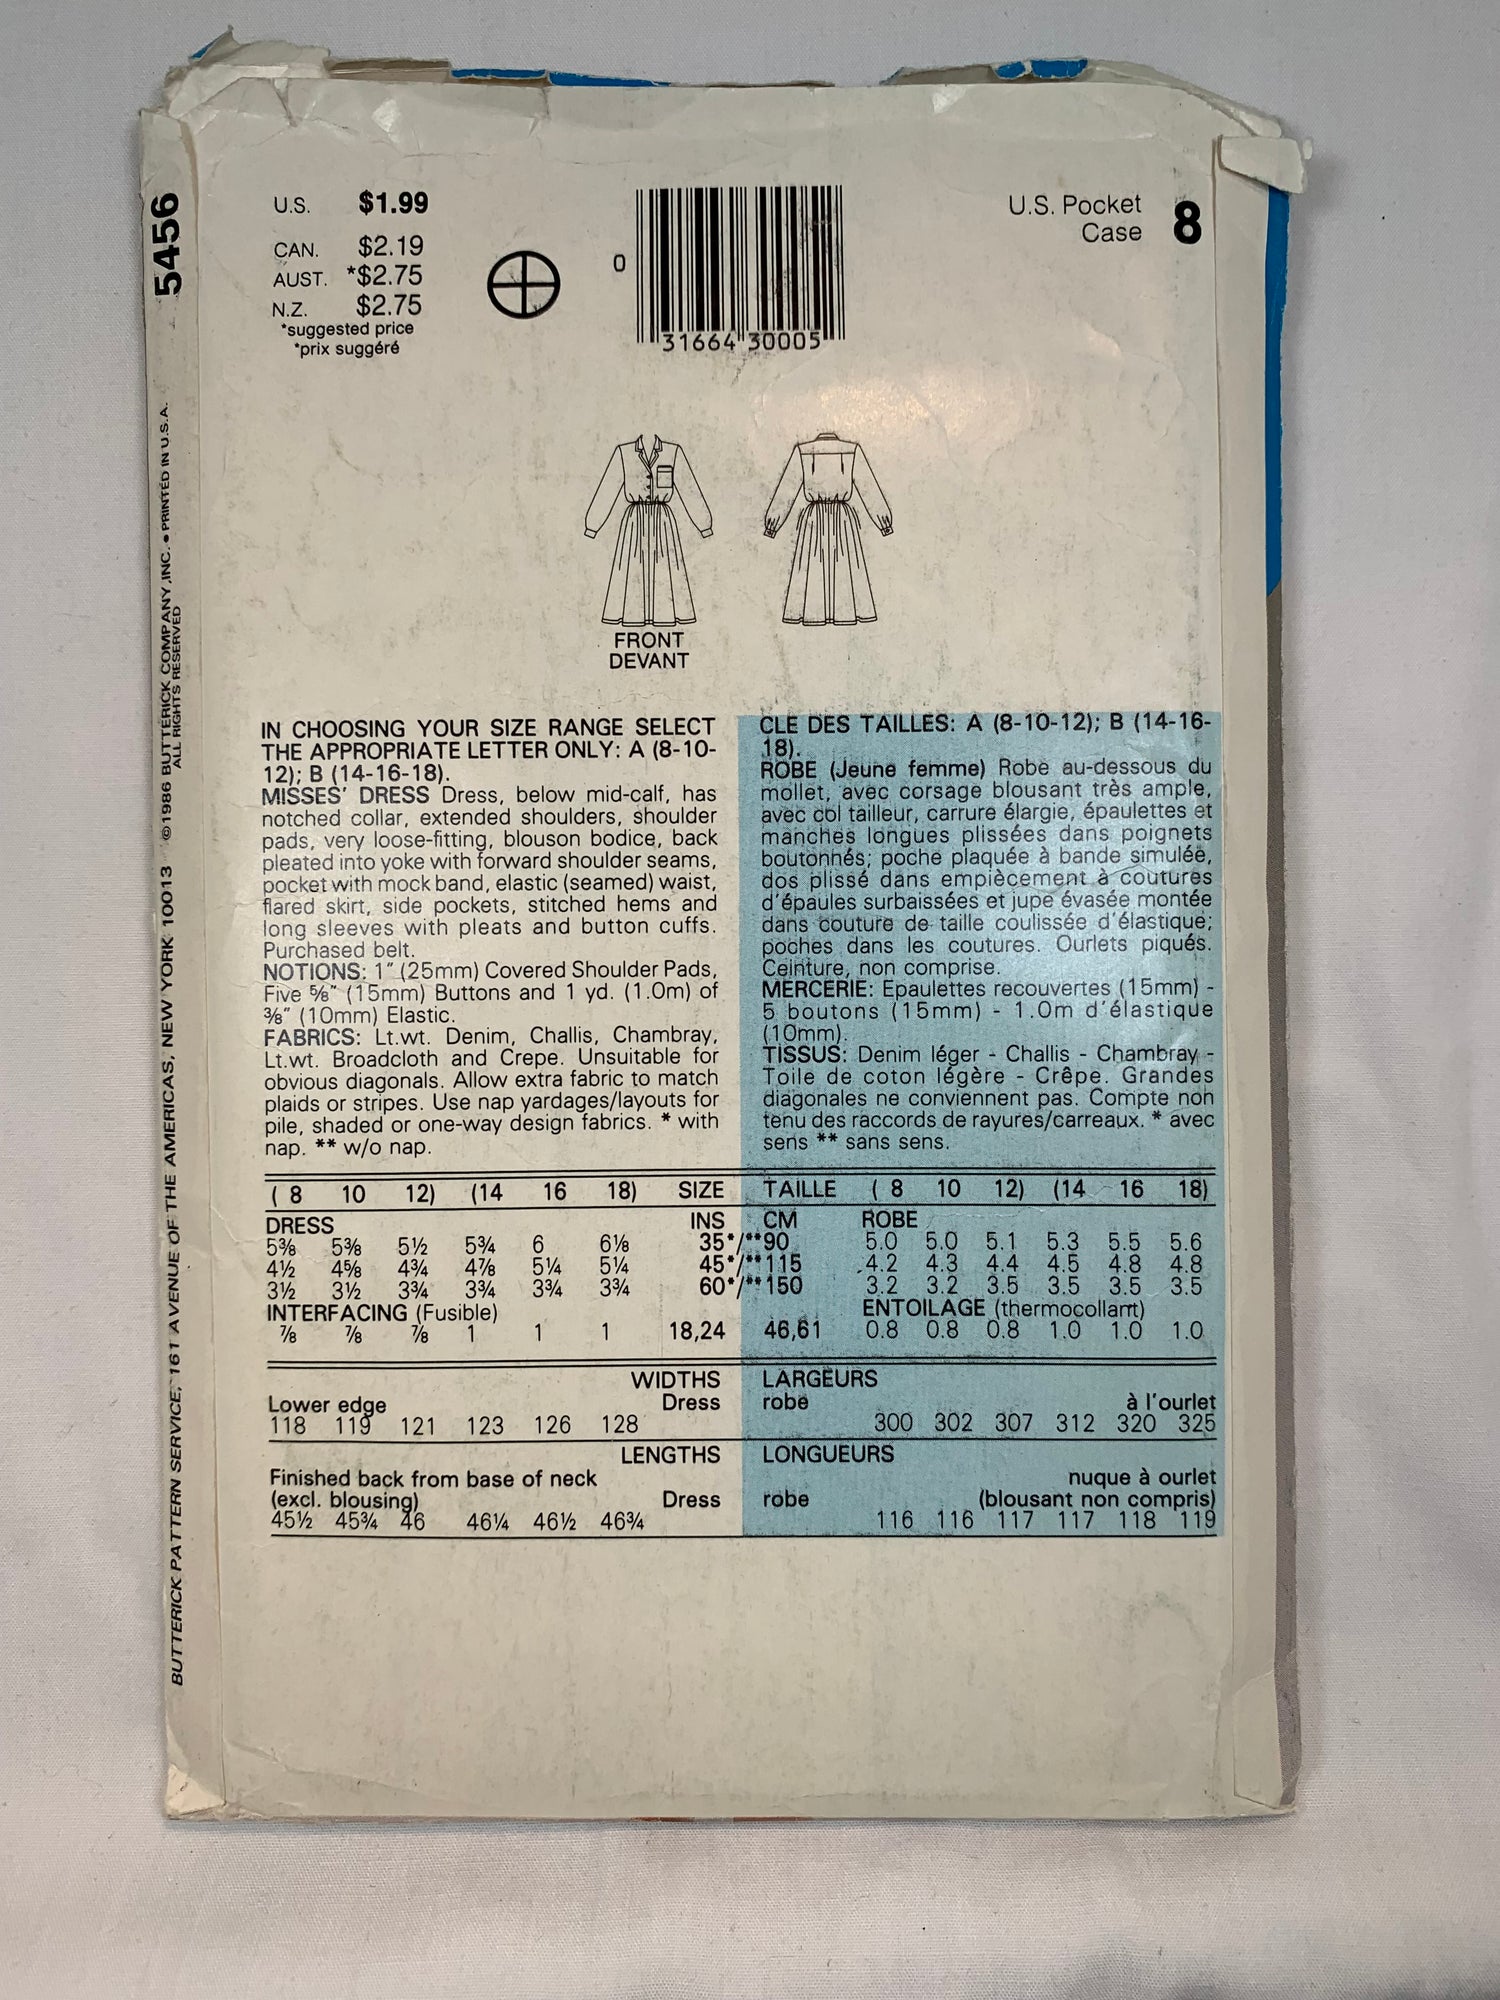 5456
U.S. $1.99
CAN. $2.19
AUST. *$2.75
N.Z. $2.75
*suggested price
*prix suggéré
0
31664 30005
U.S. Pocket
Case 8
FRONT
DEVANT
IN CHOOSING YOUR SIZE RANGE SELECT
THE APPROPRIATE LETTER ONLY: A (8-10-
12); B (14-16-18).
MISSES' DRESS Dress, below mid-calf, has
notched collar, extended shoulders, shoulder
pads, very loose-fitting, blouson bodice, back
pleated into yoke with forward shoulder seams,
pocket with mock band, elastic (seamed) waist,
flared skirt, side pockets, stitched hems and
long sleeves with pleats and button cuffs.
Purchased belt.
NOTIONS: 1" (25mm) Covered Shoulder Pads,
Five ⅝" (15mm) Buttons and 1 yd. (1.0m) of
⅜" (10mm) Elastic.
FABRICS: Lt.wt. Denim, Challis, Chambray,
Lt.wt. Broadcloth and Crepe. Unsuitable for
obvious diagonals. Allow extra fabric to match
plaids or stripes. Use nap yardages/layouts for
pile, shaded or one-way design fabrics. * with
nap. ** w/o nap.
CLE DES TAILLES: A (8-10-12); B (14-16-
18).
ROBE (Jeune femme) Robe au-dessous du
mollet, avec corsage blousant très ample,
avec col tailleur, carrure élargie, épaulettes et
manches longues plissées dans poignets
boutonnés; poche plaquée à bande simulée,
dos plissé dans empiècement à coutures
d'épaules surbaissées et jupe évasée montée
dans couture de taille coulissée d'élastique;
poches dans les coutures. Ourlets piqués.
Ceinture, non comprise.
MERCERIE: Epaulettes recouvertes (15mm) -
5 boutons (15mm) - 1.0m d'élastique
(10mm).
TISSUS: Denim léger - Challis - Chambray -
Toile de coton légère - Crêpe. Grandes
diagonales ne conviennent pas. Compte non
tenu des raccords de rayures/carreaux. * avec
sens ** sans sens.
( 8 10 12) (14 16 18) SIZE TAILLE ( 8 10 12) (14 16 18)
DRESS INS CM ROBE
5⅜ 5⅜ 5½ 5¾ 6 6⅛ 35*/**90 5.0 5.0 5.1 5.3 5.5 5.6
4½ 4⅝ 4¾ 4⅞ 5¼ 5¼ 45*/**115 4.2 4.3 4.4 4.5 4.8 4.8
3½ 3½ 3¾ 3¾ 3¾ 3¾ 60*/**150 3.2 3.2 3.5 3.5 3.5 3.5
INTERFACING (Fusible) ENTOILAGE (thermocollant)
⅞ ⅞ ⅞ 1 1 1 18,24 46,61 0.8 0.8 0.8 1.0 1.0 1.0
WIDTHS LARGEURS
Lower edge Dress robe à l'ourlet
118 119 121 123 126 128 300 302 307 312 320 325
LENGTHS LONGUEURS
Finished back from base of neck nuque à ourlet
(excl. blousing) Dress robe (blousant non compris)
45½ 45¾ 46 46¼ 46½ 46¾ 116 116 117 117 118 119
BUTTERICK PATTERN SERVICE, 161 AVENUE OF THE AMERICAS, NEW YORK 10013 ©1986 BUTTERICK COMPANY, INC. • PRINTED IN U.S.A.
ALL RIGHTS RESERVED